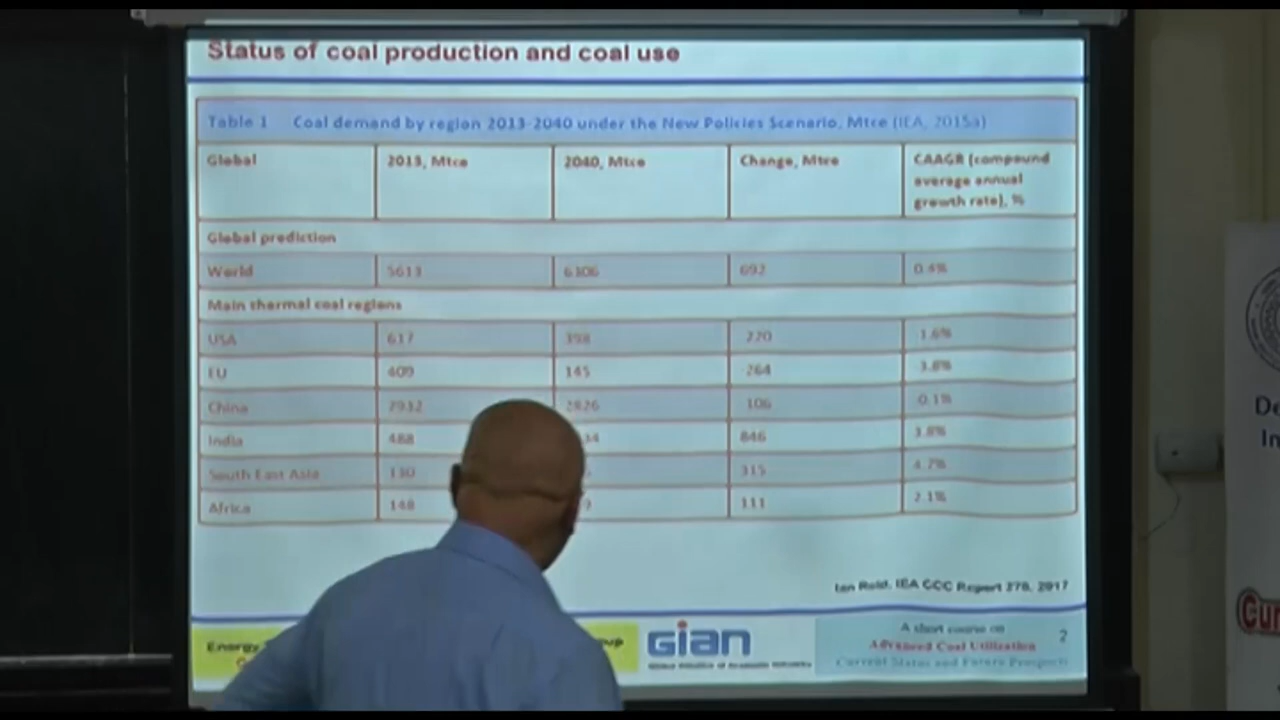 Status of coal production and coal use
Table 1 Coal demand by region 2013-2040 under the New Policies Scenario, Mtce (IEA, 2015a)
Global 2013, Mtce 2040, Mtce Change, Mtce CAAGR (compound
average annual
growth rate), %
Global prediction
World 5613 6306 692 0.4%
Main thermal coal regions
USA 617 398 220 1.6%
EU 409 145 264 3.8%
China 2932 2826 106 0.1%
India 488 846 3.8%
South East Asia 130 315 4.7%
Africa 148 111 2.1%
Ian Reid, IEA CCC Report 278, 2017
Energy
GIAN
A short course on
Advanced Coal Utilization
Current Status and Future Prospects
2